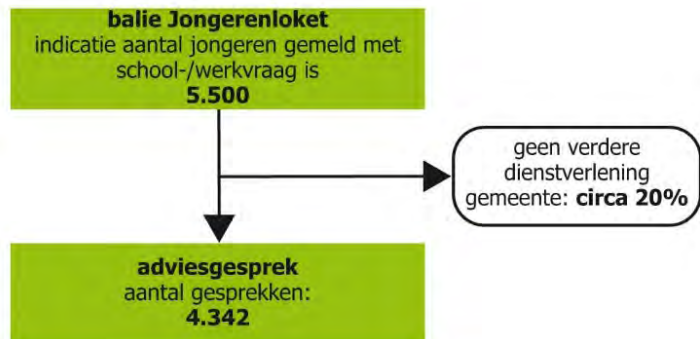 balie Jongerenloket
indicatie aantal jongeren gemeld met
school-/werkvraag is
5.500
geen verdere
dienstverlening
gemeente: circa 20%
adviesgesprek
aantal gesprekken:
4.342